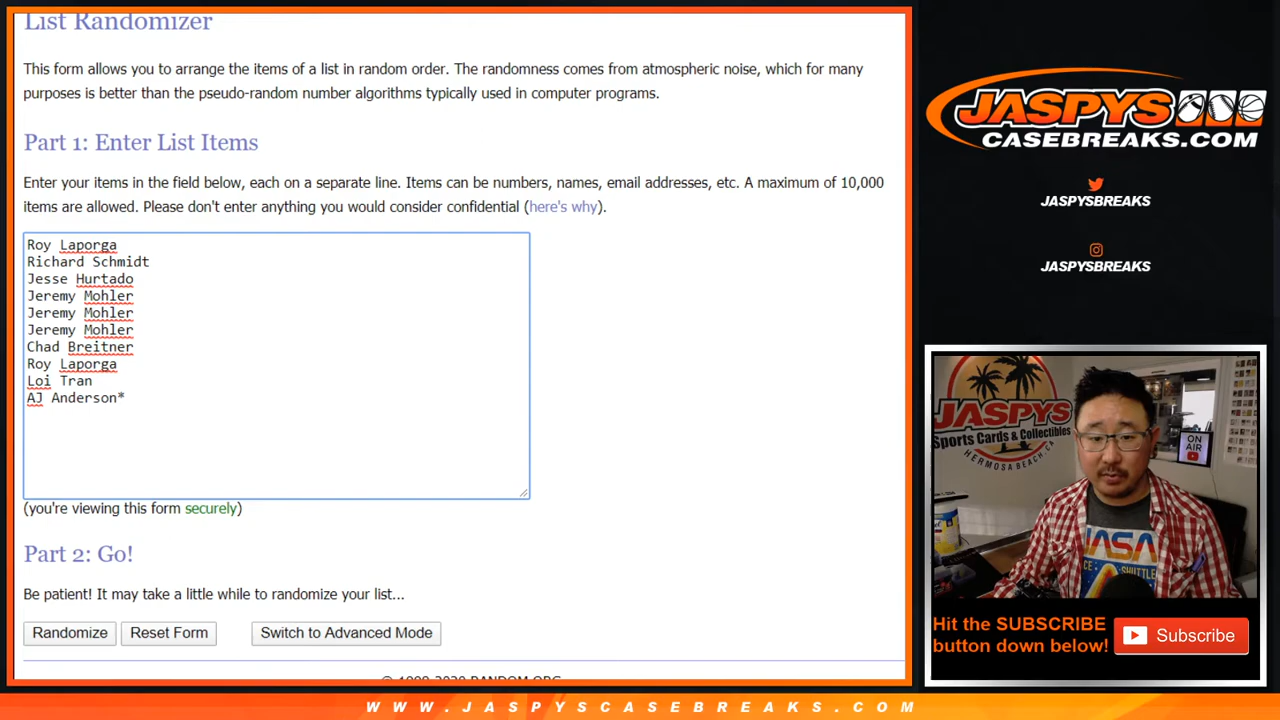 List Randomizer
This form allows you to arrange the items of a list in random order. The randomness comes from atmospheric noise, which for many
purposes is better than the pseudo-random number algorithms typically used in computer programs.
Part 1: Enter List Items
Enter your items in the field below, each on a separate line. Items can be numbers, names, email addresses, etc. A maximum of 10,000
items are allowed. Please don't enter anything you would consider confidential (here's why).
Roy Laporga
Richard Schmidt
Jesse Hurtado
Jeremy Mohler
Jeremy Mohler
Jeremy Mohler
Chad Breitner
Roy Laporga
Loi Tran
AJ Anderson*
(you're viewing this form securely)
Part 2: Go!
Be patient! It may take a little while to randomize your list...
Randomize
Reset Form
Switch to Advanced Mode
JASPYS
CASEBREAKS.COM
JASPYSBREAKS
JASPYSBREAKS
JASPYS
Sports Cards & Collectibles
HERMOSA BEACH, CA
ON
AIR
NASA
SHUTTLE
Hit the SUBSCRIBE
button down below!
Subscribe
WWW.JASPYSCASEBREAKS.COM